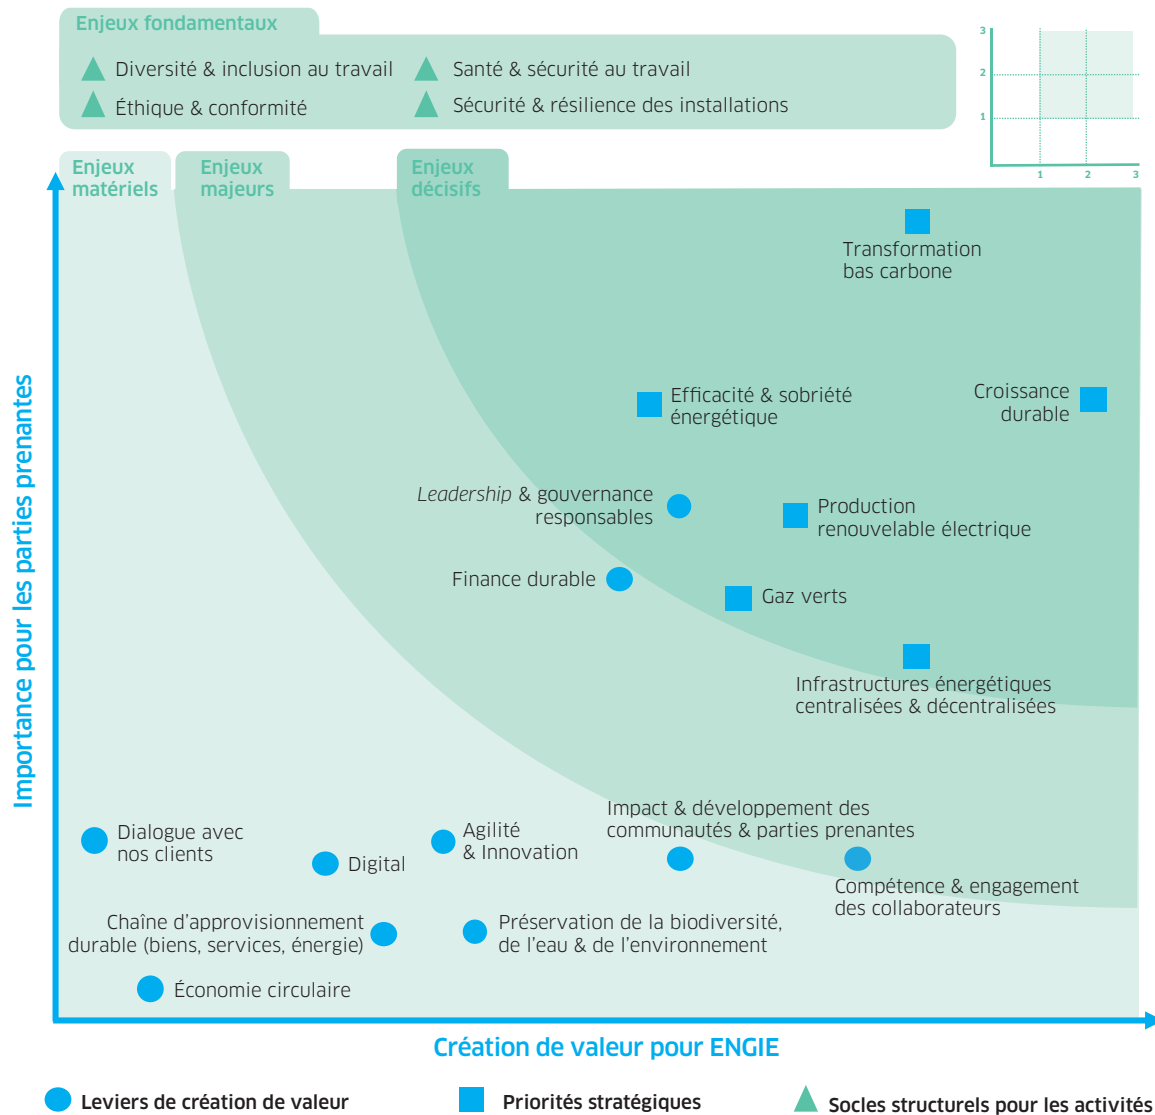 Enjeux fondamentaux
Diversité & inclusion au travail
Santé & sécurité au travail
Éthique & conformité
Sécurité & résilience des installations
3
2
1
1
2
3
Enjeux
matériels
Enjeux
majeurs
Enjeux
décisifs
Importance pour les parties prenantes
Transformation
bas carbone
Efficacité & sobriété
énergétique
Croissance
durable
Leadership & gouvernance
responsables
Production
renouvelable électrique
Finance durable
Gaz verts
Infrastructures énergétiques
centralisées & décentralisées
Dialogue avec
nos clients
Digital
Agilité
& Innovation
Impact & développement des
communautés & parties prenantes
Compétence & engagement
des collaborateurs
Chaîne d'approvisionnement
durable (biens, services, énergie)
Préservation de la biodiversité,
de l'eau & de l'environnement
Économie circulaire
Création de valeur pour ENGIE
Leviers de création de valeur
Priorités stratégiques
Socles structurels pour les activités